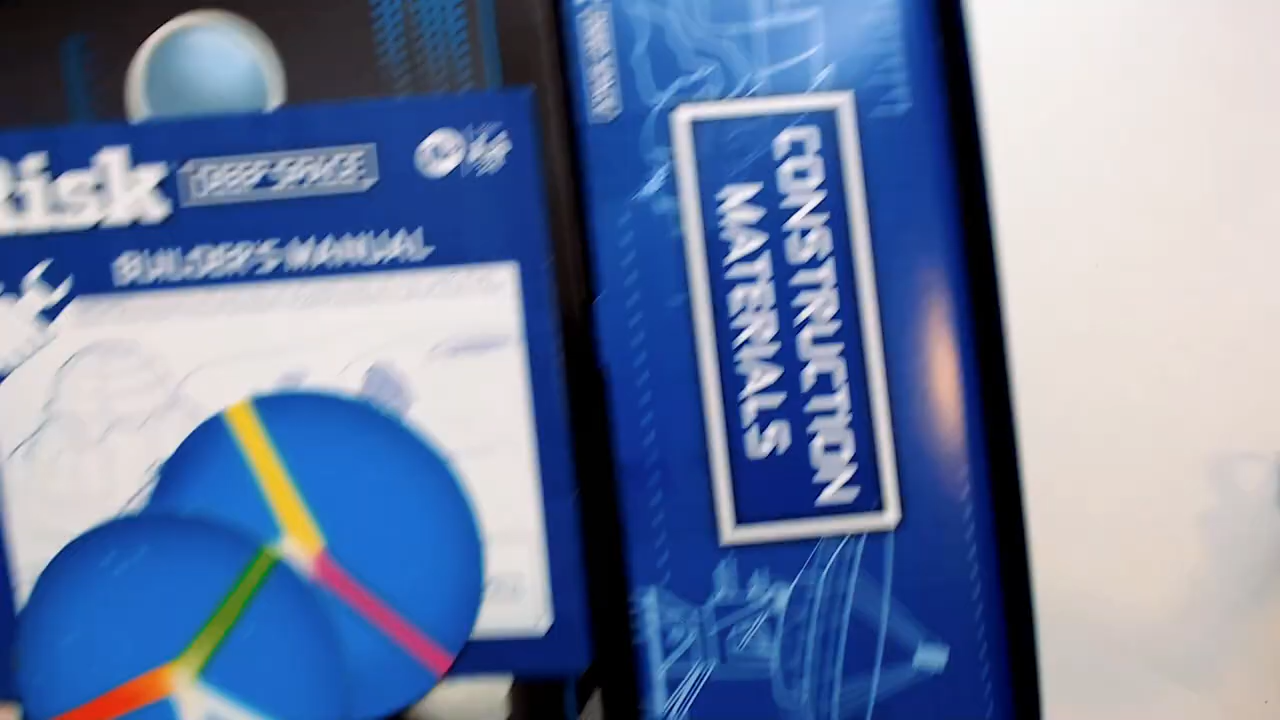 Risk
DEEP SPACE
BUILDER'S MANUAL
CONSTRUCTION
MATERIALS